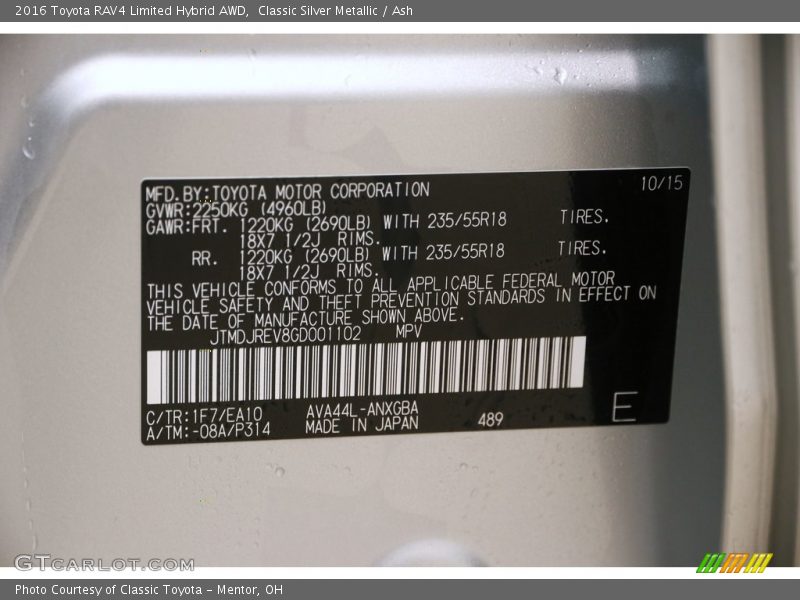 2016 Toyota RAV4 Limited Hybrid AWD,  Classic Silver Metallic / Ash
MFD.BY:TOYOTA MOTOR CORPORATION 10/15
GVWR:2250KG (4960LB)
GAWR:FRT. 1220KG (2690LB) WITH 235/55R18 TIRES.
18X7 1/2J RIMS.
RR. 1220KG (2690LB) WITH 235/55R18 TIRES.
18X7 1/2J RIMS.
THIS VEHICLE CONFORMS TO ALL APPLICABLE FEDERAL MOTOR
VEHICLE SAFETY AND THEFT PREVENTION STANDARDS IN EFFECT ON
THE DATE OF MANUFACTURE SHOWN ABOVE.
JTMDJREV8GD001102 MPV
C/TR:1F7/EA10 AVA44L-ANXGBA
A/TM:-08A/P314 MADE IN JAPAN 489 E
GTCARLOT.COM
Photo Courtesy of Classic Toyota - Mentor, OH